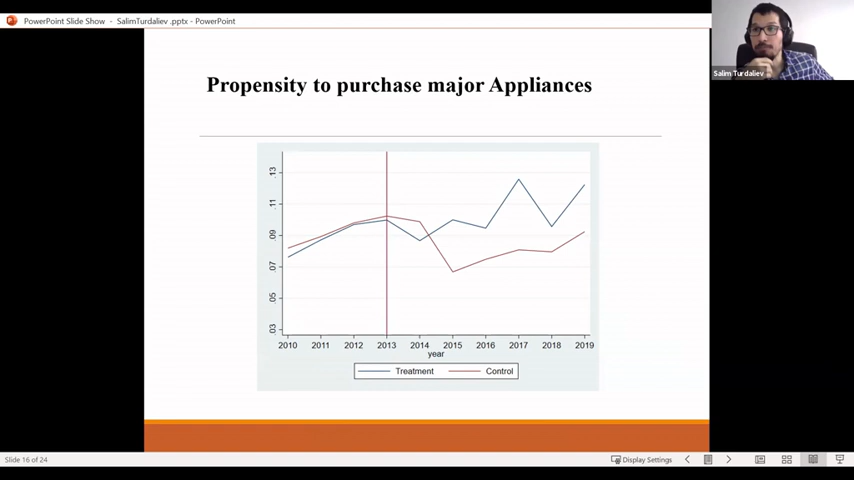 PowerPoint Slide Show - SalimTurdaliev .pptx - PowerPoint
Salim Turdaliev
Propensity to purchase major Appliances
.13
.11
.09
.07
.05
.03
2010 2011 2012 2013 2014 2015 2016 2017 2018 2019
year
Treatment Control
Slide 16 of 24
Display Settings